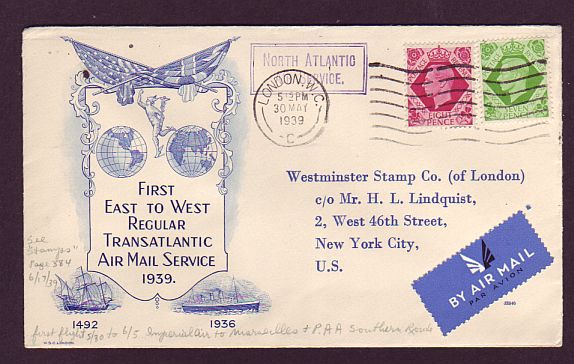 NORTH ATLANTIC
SERVICE.
LONDON, W.C.
5 15 PM
30 MAY
1939
C
POSTAGE REVENUE
EIGHT
PENCE
SEVEN
PENCE
FIRST
EAST TO WEST
REGULAR
TRANSATLANTIC
AIR MAIL SERVICE
1939.
1492
1936
W.S.C. LONDON.
Westminster Stamp Co. (of London)
c/o Mr. H. L. Lindquist,
2, West 46th Street,
New York City,
U.S.
BY AIR MAIL
PAR AVION
See
"Stamps"
Page 384
6/17/39
first flight 5/30 to 6/5 Imperial air to Marseilles + P.A.A Southern Route